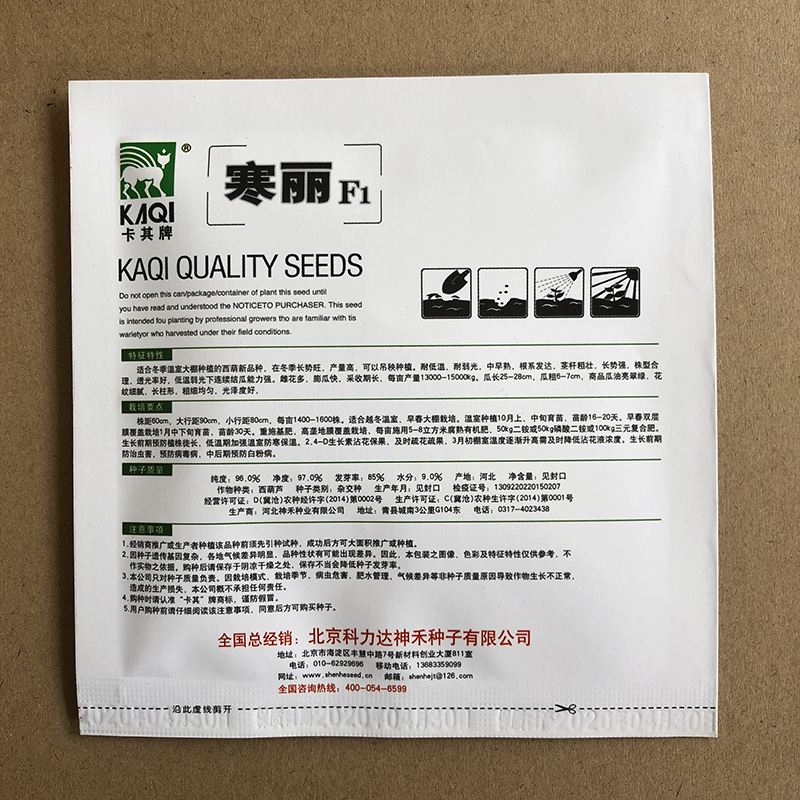 ®
寒丽 F1
KAQI
卡其牌
KAQI QUALITY SEEDS
Do not open this can/package/container of plant this seed until
you have read and understood the NOTICETO PURCHASER. This seed
is intended fou planting by professional growers tho are familiar with tis
warietyor who harvested under their field conditions.
特征特性
适合冬季温室大棚种植的西葫新品种，在冬季长势旺，产量高，可以吊秧种植。耐低温、耐弱光，中早熟，根系发达，茎杆粗壮，长势强，株型合
理，透光率好，低温弱光下连续结瓜能力强。雌花多，膨瓜快，采收期长，每亩产量13000-15000kg。瓜长25-28cm，瓜粗6-7cm，商品瓜油亮翠绿，花
纹细腻，长柱形，粗细均匀，光泽度好。
栽培要点
株距60cm，大行距90cm，小行距80cm，每亩1400-1600株。适合越冬温室、早春大棚栽培。温室种植10月上、中旬育苗，苗龄16-20天。早春双层
膜覆盖栽培1月中下旬育苗，苗龄30天。重施基肥，高垄地膜覆盖栽培，每亩施用5-8立方米腐熟有机肥，50kg二铵或50kg磷酸二铵或100kg三元复合肥。
生长前期预防植株徒长，低温期加强温室防寒保温。2.4-D生长素沾花保果，及时疏花疏果，3月初棚室温度逐渐升高需及时降低沾花液浓度。生长前期
防治虫害，预防病毒病，中后期预防白粉病。
种子质量
纯度：96.0% 净度：97.0% 发芽率：85% 水分：9.0% 产地：河北 净含量：见封口
作物种类：西葫芦 种子类别：杂交种 生产年月：见封口 检疫证号：1309220220150207
经营许可证：D(冀沧)农种经许字(2014)第0002号 生产许可证：C(冀)农种生许字(2014)第0001号
生产商：河北神禾种业有限公司 地址：青县城南3公里G104东 电话：0317-4023438
注意事项
1.经销商推广或生产者种植该品种前须先引种试种，成功后方可大面积推广或种植。
2.因种子遗传基因复杂，各地气候差异明显，品种性状有可能出现差异。因此，本包装之图像、色彩及特征特性仅供参考，不
作实物之依据。购种后请保存于阴凉干燥之处，保存不当会降低种子发芽率。
3.本公司只对种子质量负责。因栽培模式、栽培季节、病虫危害、肥水管理、气候差异等非种子质量原因导致作物生长不正常，
造成的生产损失，本公司概不承担任何责任。
4.购种时请认准“卡其”牌商标，谨防假冒。
5.用户购种前请仔细阅读该注意事项，同意后方可购买种子。
全国总经销：北京科力达神禾种子有限公司
地址：北京市海淀区丰慧中路7号新材料创业大厦811室
电话：010-62929696 移动电话：13683359099
网址：www.shenheseed.cn 邮箱：shenhejt@126.com
全国咨询热线：400-054-6599
沿此虚线剪开
2020年04月30日 2020年04月30日 2020年04月30日